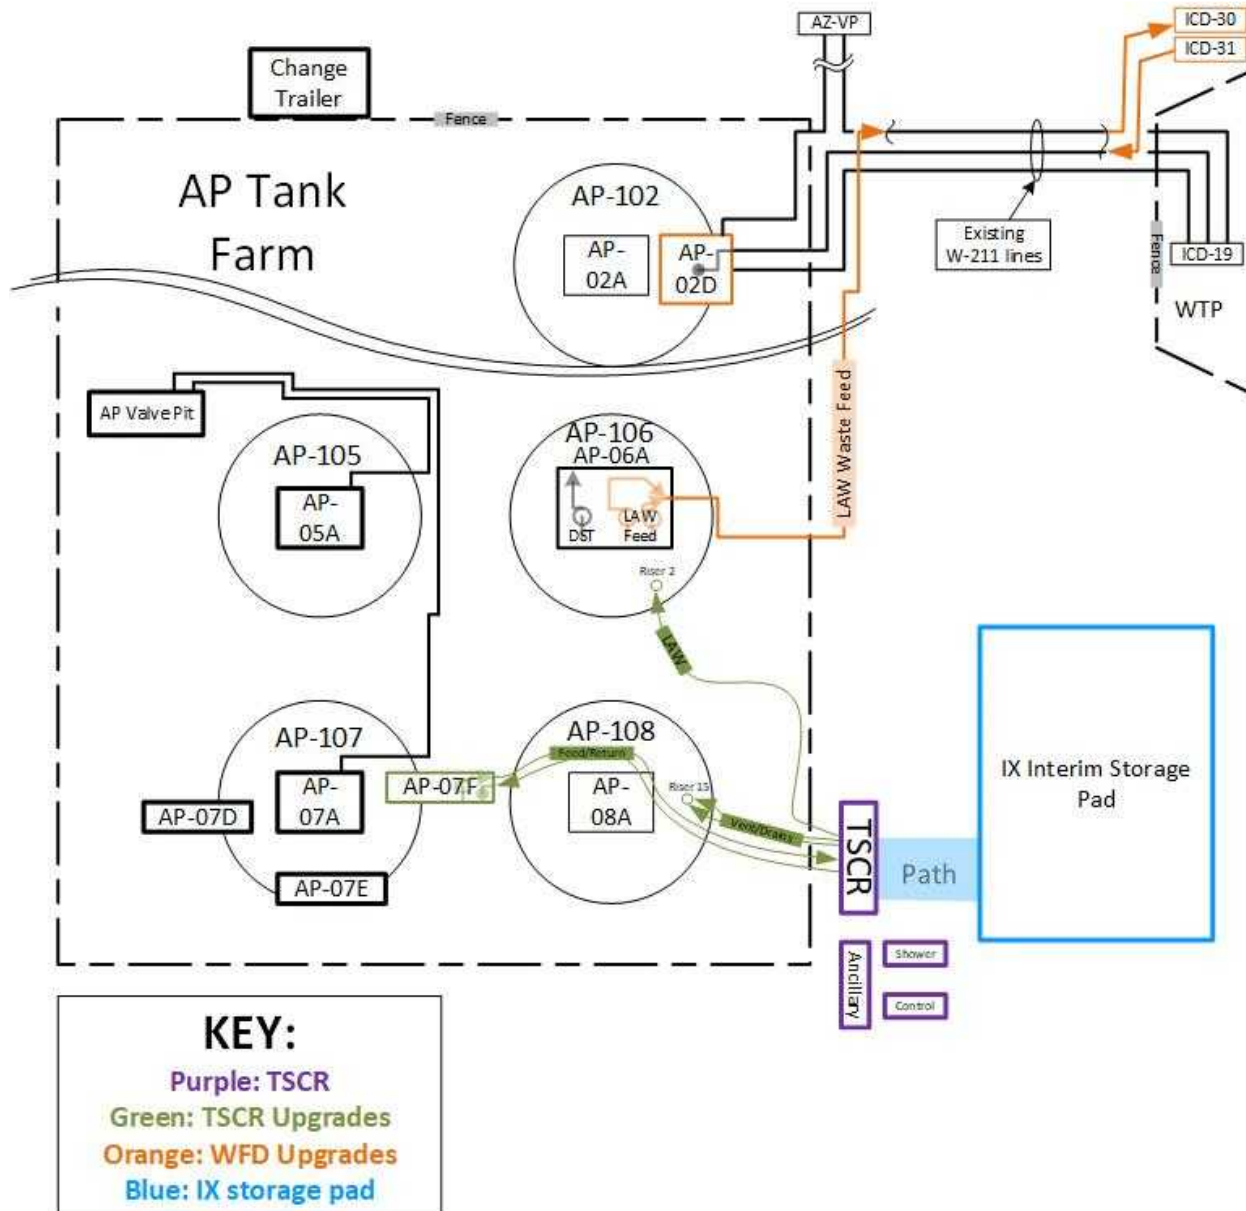 AZ-VP
ICD-30
ICD-31
Change
Trailer
Fence
AP Tank
Farm
AP-102
AP-
02A
AP-
02D
Existing
W-211 lines
Fence
ICD-19
WTP
AP Valve Pit
AP-105
AP-
05A
AP-106
AP-06A
DST
LAW
Feed
LAW Waste Feed
Riser 2
LAW
AP-107
AP-
07A
AP-07D
AP-07E
AP-07F
AP-108
Feed/Return
AP-
08A
Riser 15
Vent/Drains
TSCR
Path
IX Interim Storage
Pad
Ancillary
Shower
Control
KEY:
Purple: TSCR
Green: TSCR Upgrades
Orange: WFD Upgrades
Blue: IX storage pad